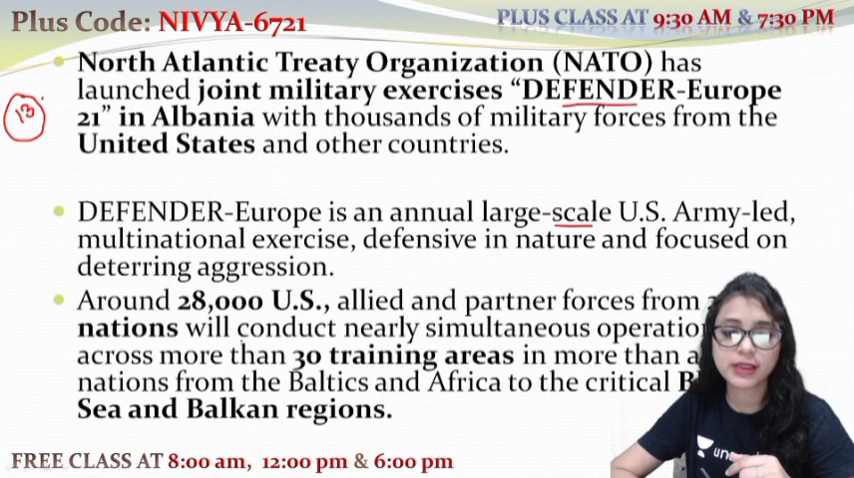 Plus Code: NIVYA-6721
PLUS CLASS AT 9:30 AM & 7:30 PM
13
• North Atlantic Treaty Organization (NATO) has
launched joint military exercises “DEFENDER-Europe
21” in Albania with thousands of military forces from the
United States and other countries.
• DEFENDER-Europe is an annual large-scale U.S. Army-led,
multinational exercise, defensive in nature and focused on
deterring aggression.
• Around 28,000 U.S., allied and partner forces from
nations will conduct nearly simultaneous
across more than 30 training areas in more than a
nations from the Baltics and Africa to the critical
Sea and Balkan regions.
FREE CLASS AT 8:00 am, 12:00 pm & 6:00 pm